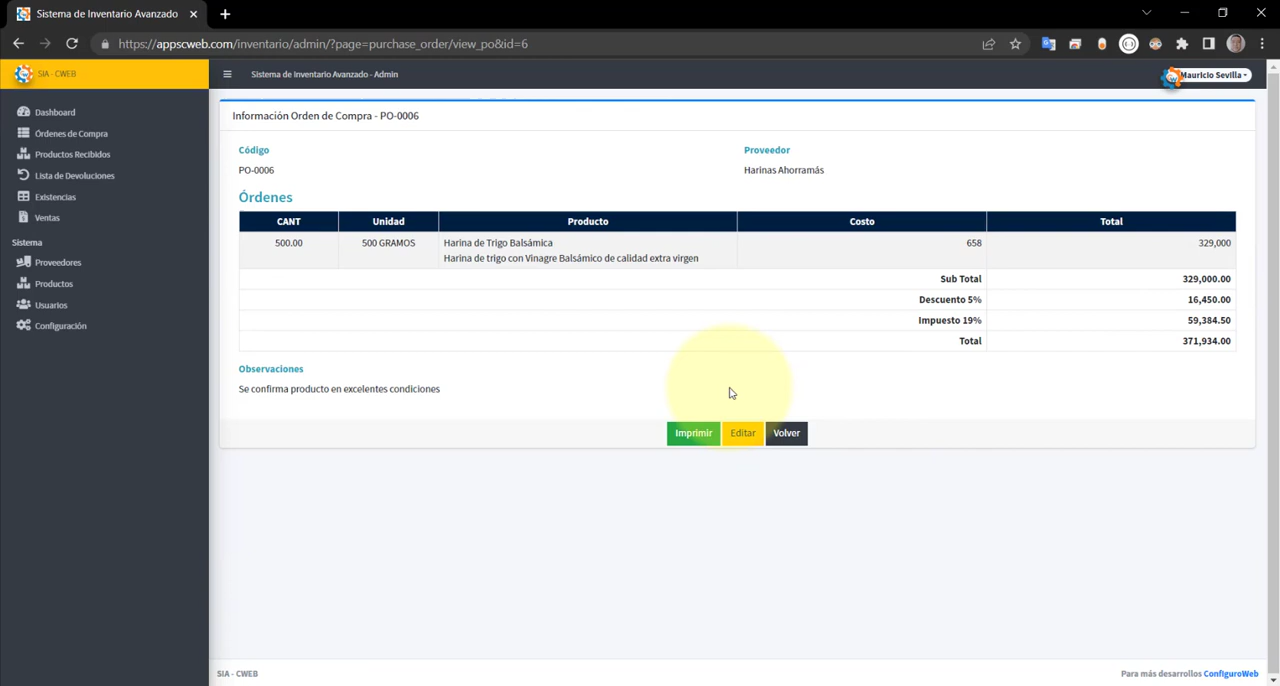 Sistema de Inventario Avanzado
https://appscweb.com/inventario/admin/?page=purchase_order/view_po&id=6
SIA - CWEB
Sistema de Inventario Avanzado - Admin
Mauricio Sevilla
Dashboard
Órdenes de Compra
Productos Recibidos
Lista de Devoluciones
Existencias
Ventas
Sistema
Proveedores
Productos
Usuarios
Configuración
Información Orden de Compra - PO-0006
Código
Proveedor
PO-0006
Harinas Ahorramás
Órdenes
CANT Unidad Producto Costo Total
500.00 500 GRAMOS Harina de Trigo Balsámica 658 329,000
Harina de trigo con Vinagre Balsámico de calidad extra virgen
Sub Total 329,000.00
Descuento 5% 16,450.00
Impuesto 19% 59,384.50
Total 371,934.00
Observaciones
Se confirma producto en excelentes condiciones
Imprimir Editar Volver
SIA - CWEB
Para más desarrollos ConfiguroWeb